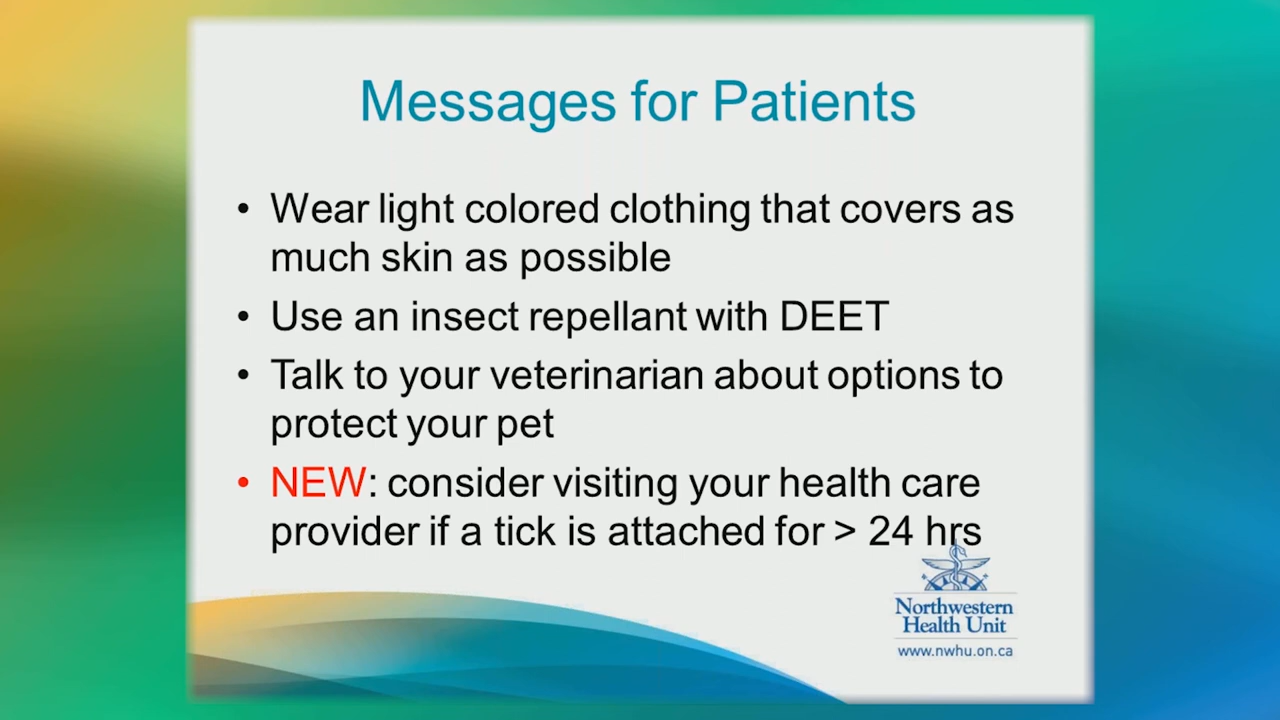 Messages for Patients
• Wear light colored clothing that covers as
much skin as possible
• Use an insect repellant with DEET
• Talk to your veterinarian about options to
protect your pet
• NEW: consider visiting your health care
provider if a tick is attached for > 24 hrs
Northwestern
Health Unit
www.nwhu.on.ca